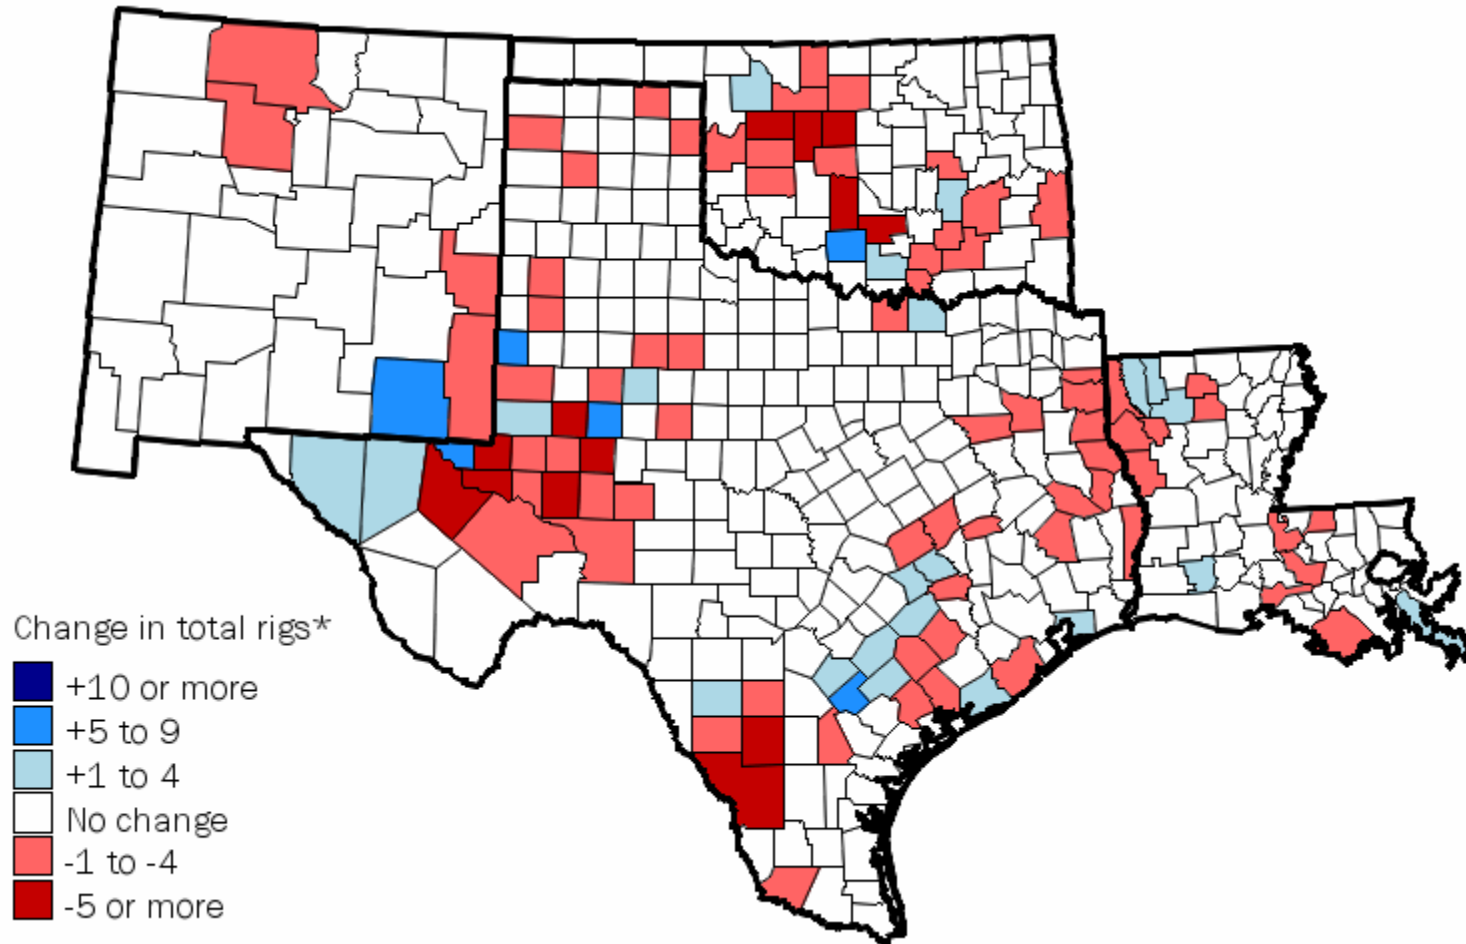 Change in total rigs*
+10 or more
+5 to 9
+1 to 4
No change
-1 to -4
-5 or more